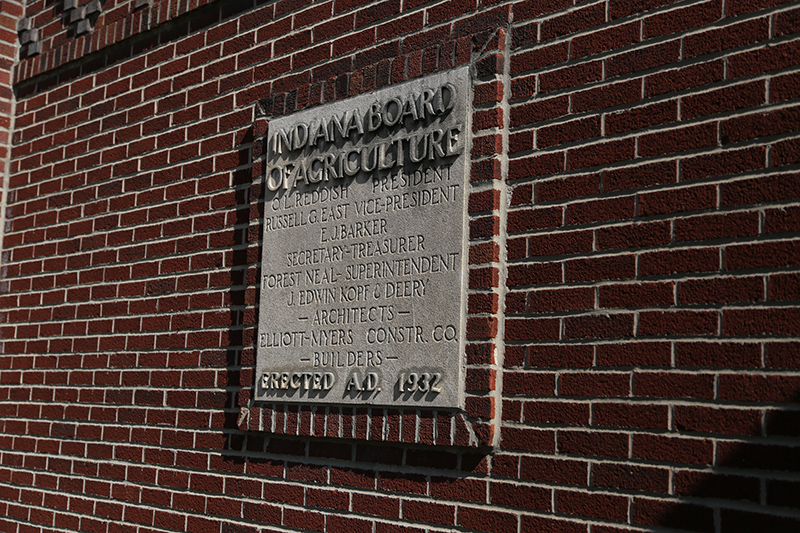 INDIANA BOARD
OF AGRICULTURE
C. L. REDDISH PRESIDENT
RUSSELL G. EAST VICE-PRESIDENT
E. J. BARKER
SECRETARY-TREASURER
FOREST NEAL- SUPERINTENDENT
J. EDWIN KOPF & DEERY
— ARCHITECTS —
ELLIOTT-MYERS CONSTR. CO.
— BUILDERS —
ERECTED A.D. 1932